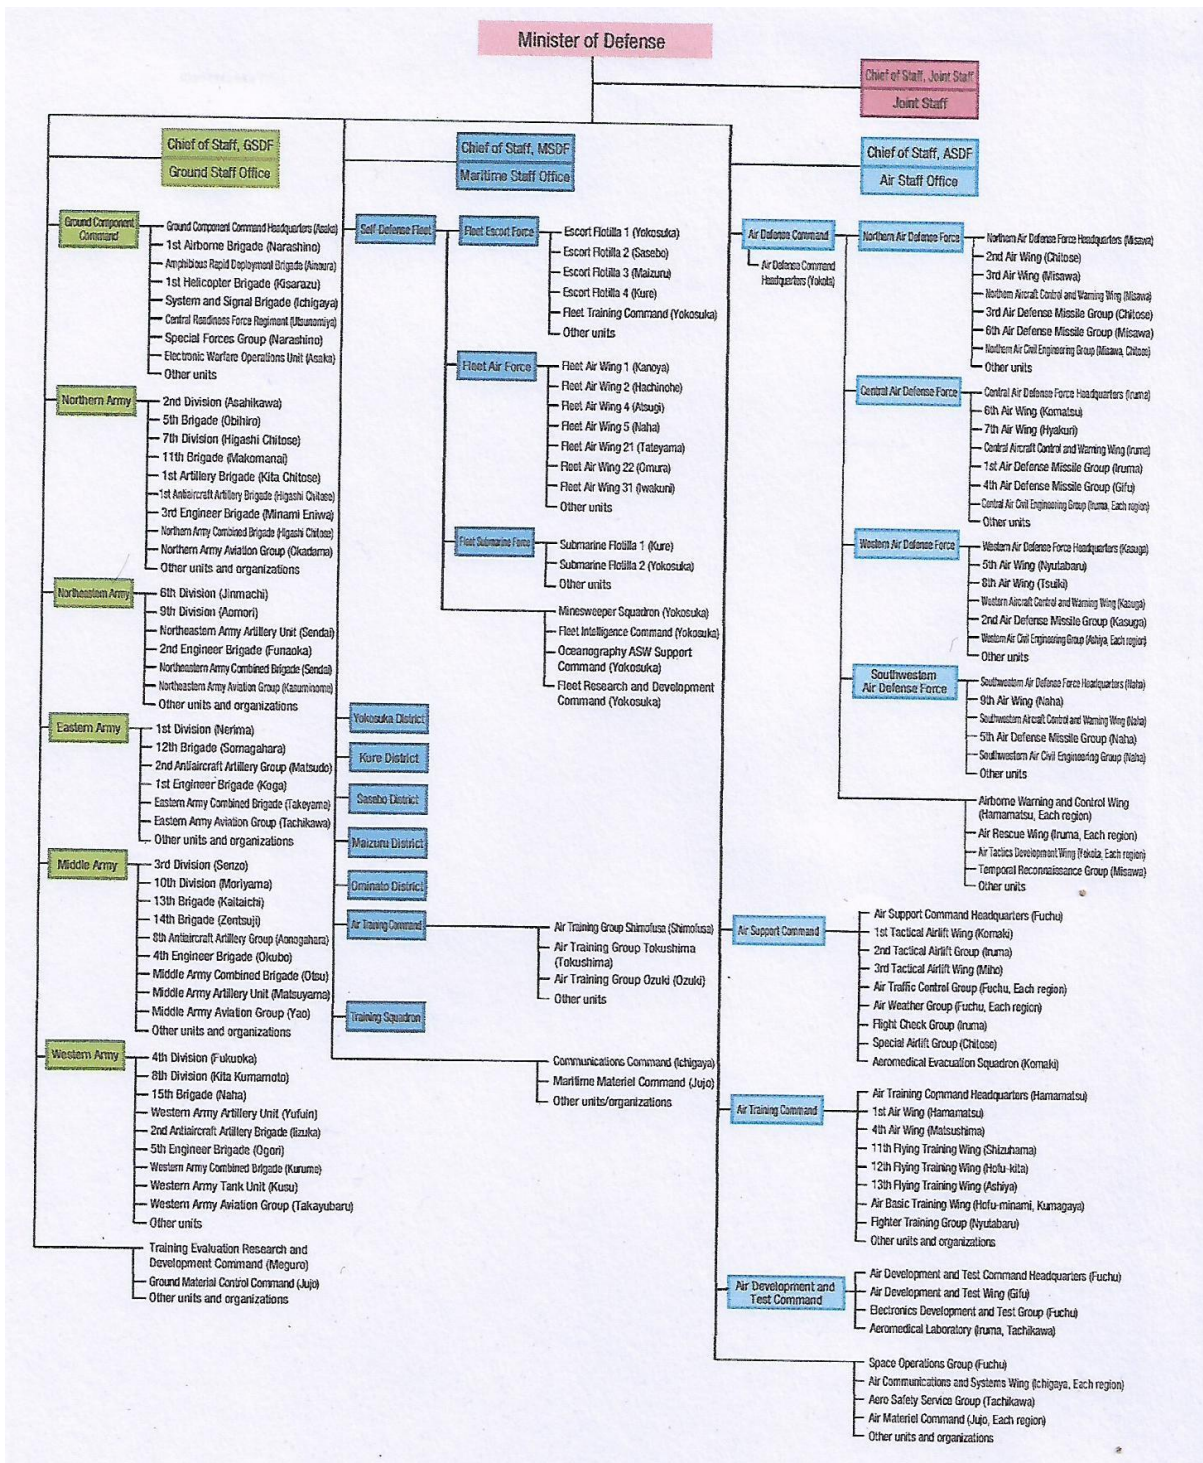 Minister of Defense
Chief of Staff, Joint Staff
Joint Staff
Chief of Staff, GSDF
Ground Staff Office
Chief of Staff, MSDF
Maritime Staff Office
Chief of Staff, ASDF
Air Staff Office
Ground Component
Command
Ground Component Command Headquarters (Asaka)
1st Airborne Brigade (Narashino)
Amphibious Rapid Deployment Brigade (Ainoura)
1st Helicopter Brigade (Kisarazu)
System and Signal Brigade (Ichigaya)
Central Readiness Force Regiment (Utsunomiya)
Special Forces Group (Narashino)
Electronic Warfare Operations Unit (Asaka)
Other units
Northern Army
2nd Division (Asahikawa)
5th Brigade (Obihiro)
7th Division (Higashi Chitose)
11th Brigade (Makomanai)
1st Artillery Brigade (Kita Chitose)
1st Antiaircraft Artillery Brigade (Higashi Chitose)
3rd Engineer Brigade (Minami Eniwa)
Northern Army Combined Brigade (Higashi Chitose)
Northern Army Aviation Group (Okadama)
Other units and organizations
Northeastern Army
6th Division (Jinmachi)
9th Division (Aomori)
Northeastern Army Artillery Unit (Sendai)
2nd Engineer Brigade (Funaoka)
Northeastern Army Combined Brigade (Sendai)
Northeastern Army Aviation Group (Kasuminome)
Other units and organizations
Eastern Army
1st Division (Nerima)
12th Brigade (Somagahara)
2nd Antiaircraft Artillery Group (Matsudo)
1st Engineer Brigade (Koga)
Eastern Army Combined Brigade (Takeyama)
Eastern Army Aviation Group (Tachikawa)
Other units and organizations
Middle Army
3rd Division (Senzo)
10th Division (Moriyama)
13th Brigade (Kaitaichi)
14th Brigade (Zentsuji)
8th Antiaircraft Artillery Group (Aonogahara)
4th Engineer Brigade (Okubo)
Middle Army Combined Brigade (Otsu)
Middle Army Artillery Unit (Matsuyama)
Middle Army Aviation Group (Yao)
Other units and organizations
Western Army
4th Division (Fukuoka)
8th Division (Kita Kumamoto)
15th Brigade (Naha)
Western Army Artillery Unit (Yufuin)
2nd Antiaircraft Artillery Brigade (Iizuka)
5th Engineer Brigade (Ogori)
Western Army Combined Brigade (Kurume)
Western Army Tank Unit (Kusu)
Western Army Aviation Group (Takayubaru)
Other units
Training Evaluation Research and
Development Command (Meguro)
Ground Material Control Command (Jujo)
Other units and organizations
Self-Defense Fleet
Fleet Escort Force
Escort Flotilla 1 (Yokosuka)
Escort Flotilla 2 (Sasebo)
Escort Flotilla 3 (Maizuru)
Escort Flotilla 4 (Kure)
Fleet Training Command (Yokosuka)
Other units
Fleet Air Force
Fleet Air Wing 1 (Kanoya)
Fleet Air Wing 2 (Hachinohe)
Fleet Air Wing 4 (Atsugi)
Fleet Air Wing 5 (Naha)
Fleet Air Wing 21 (Tateyama)
Fleet Air Wing 22 (Omura)
Fleet Air Wing 31 (Iwakuni)
Other units
Fleet Submarine Force
Submarine Flotilla 1 (Kure)
Submarine Flotilla 2 (Yokosuka)
Other units
Minesweeper Squadron (Yokosuka)
Fleet Intelligence Command (Yokosuka)
Oceanography ASW Support
Command (Yokosuka)
Fleet Research and Development
Command (Yokosuka)
Yokosuka District
Kure District
Sasebo District
Maizuru District
Ominato District
Air Training Command
Air Training Group Shimofusa (Shimofusa)
Air Training Group Tokushima
(Tokushima)
Air Training Group Ozuki (Ozuki)
Other units
Training Squadron
Communications Command (Ichigaya)
Maritime Materiel Command (Jujo)
Other units/organizations
Air Defense Command
Air Defense Command
Headquarters (Yokota)
Northern Air Defense Force
Northern Air Defense Force Headquarters (Misawa)
2nd Air Wing (Chitose)
3rd Air Wing (Misawa)
Northern Aircraft Control and Warning Wing (Misawa)
3rd Air Defense Missile Group (Chitose)
6th Air Defense Missile Group (Misawa)
Northern Air Civil Engineering Group (Misawa, Chitose)
Other units
Central Air Defense Force
Central Air Defense Force Headquarters (Iruma)
6th Air Wing (Komatsu)
7th Air Wing (Hyakuri)
Central Aircraft Control and Warning Wing (Iruma)
1st Air Defense Missile Group (Iruma)
4th Air Defense Missile Group (Gifu)
Central Air Civil Engineering Group (Iruma, Each region)
Other units
Western Air Defense Force
Western Air Defense Force Headquarters (Kasuga)
5th Air Wing (Nyutabaru)
8th Air Wing (Tsuiki)
Western Aircraft Control and Warning Wing (Kasuga)
2nd Air Defense Missile Group (Kasuga)
Western Air Civil Engineering Group (Ashiya, Each region)
Other units
Southwestern
Air Defense Force
Southwestern Air Defense Force Headquarters (Naha)
9th Air Wing (Naha)
Southwestern Aircraft Control and Warning Wing (Naha)
5th Air Defense Missile Group (Naha)
Southwestern Air Civil Engineering Group (Naha)
Other units
Airborne Warning and Control Wing
(Hamamatsu, Each region)
Air Rescue Wing (Iruma, Each region)
Air Tactics Development Wing (Yokota, Each region)
Temporal Reconnaissance Group (Misawa)
Other units
Air Support Command
Air Support Command Headquarters (Fuchu)
1st Tactical Airlift Wing (Komaki)
2nd Tactical Airlift Group (Iruma)
3rd Tactical Airlift Wing (Miho)
Air Traffic Control Group (Fuchu, Each region)
Air Weather Group (Fuchu, Each region)
Flight Check Group (Iruma)
Special Airlift Group (Chitose)
Aeromedical Evacuation Squadron (Komaki)
Air Training Command
Air Training Command Headquarters (Hamamatsu)
1st Air Wing (Hamamatsu)
4th Air Wing (Matsushima)
11th Flying Training Wing (Shizuhama)
12th Flying Training Wing (Hofu-kita)
13th Flying Training Wing (Ashiya)
Air Basic Training Wing (Hofu-minami, Kumagaya)
Fighter Training Group (Nyutabaru)
Other units and organizations
Air Development and
Test Command
Air Development and Test Command Headquarters (Fuchu)
Air Development and Test Wing (Gifu)
Electronics Development and Test Group (Fuchu)
Aeromedical Laboratory (Iruma, Tachikawa)
Space Operations Group (Fuchu)
Air Communications and Systems Wing (Ichigaya, Each region)
Aero Safety Service Group (Tachikawa)
Air Materiel Command (Jujo, Each region)
Other units and organizations